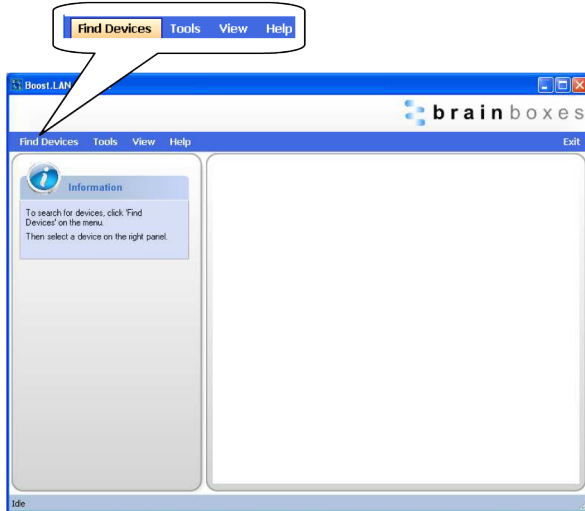 Find Devices Tools View Help
Boost.LAN
brainboxes
Find Devices Tools View Help Exit
Information
To search for devices, click 'Find
Devices' on the menu.
Then select a device on the right panel.
Idle